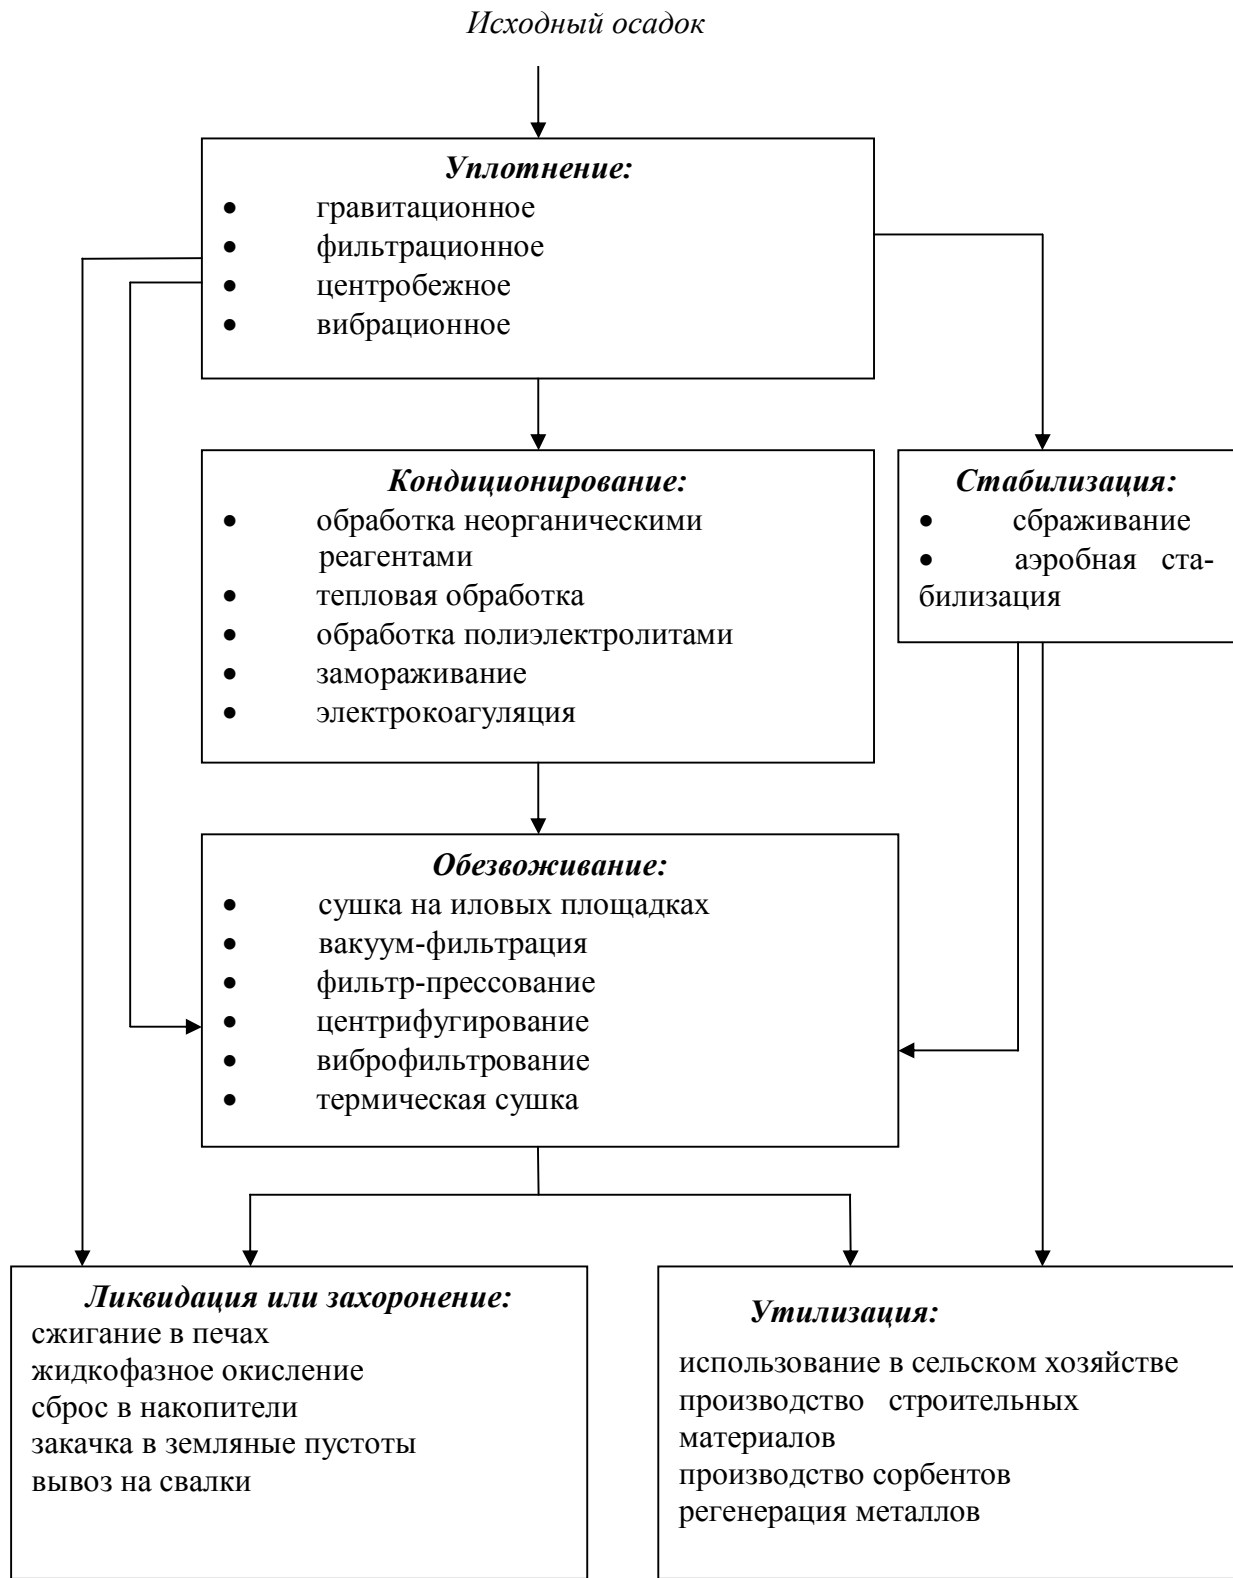 Исходный осадок
Уплотнение:
• гравитационное
• фильтрационное
• центробежное
• вибрационное
Кондиционирование:
• обработка неорганическими
реагентами
• тепловая обработка
• обработка полиэлектролитами
• замораживание
• электрокоагуляция
Стабилизация:
• сбраживание
• аэробная ста-
билизация
Обезвоживание:
• сушка на иловых площадках
• вакуум-фильтрация
• фильтр-прессование
• центрифугирование
• виброфильтрование
• термическая сушка
Ликвидация или захоронение:
сжигание в печах
жидкофазное окисление
сброс в накопители
закачка в земляные пустоты
вывоз на свалки
Утилизация:
использование в сельском хозяйстве
производство строительных
материалов
производство сорбентов
регенерация металлов